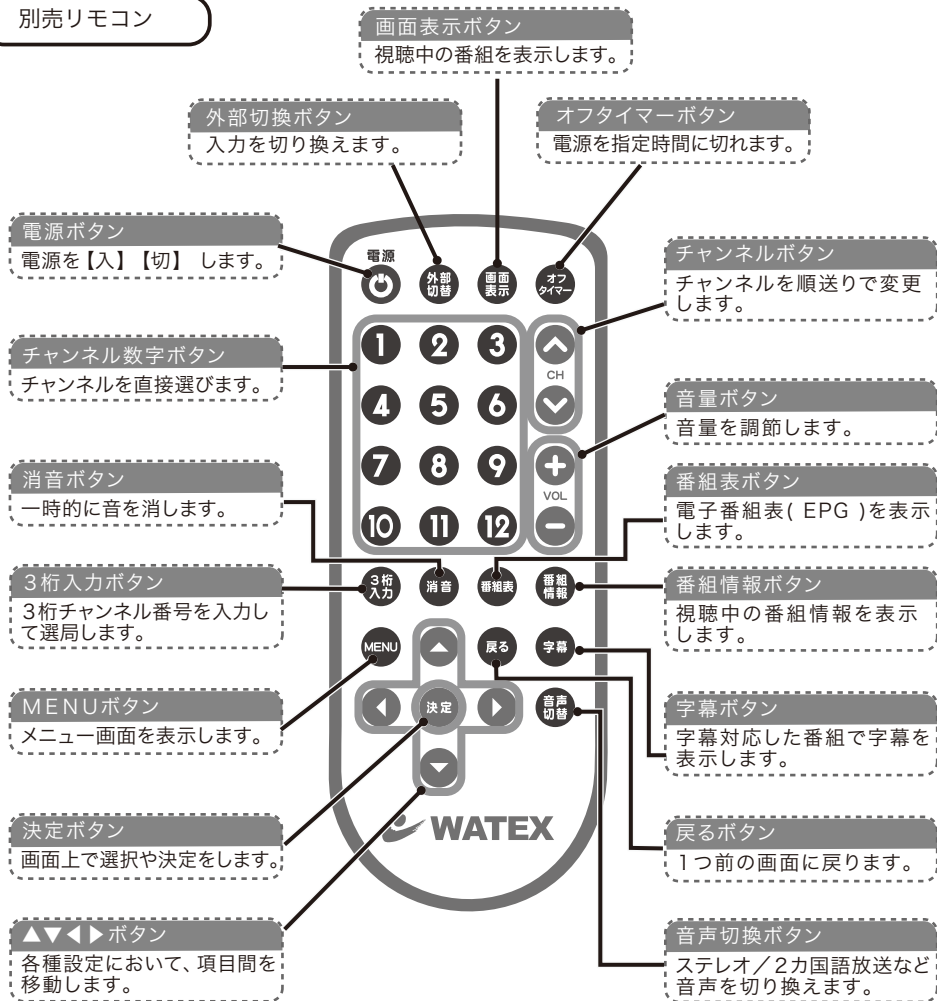 別売リモコン
画面表示ボタン
視聴中の番組を表示します。
外部切換ボタン
入力を切り換えます。
オフタイマーボタン
電源を指定時間に切れます。
電源ボタン
電源を【入】【切】 します。
チャンネル数字ボタン
チャンネルを直接選びます。
消音ボタン
一時的に音を消します。
3桁入力ボタン
3桁チャンネル番号を入力し
て選局します。
MENUボタン
メニュー画面を表示します。
決定ボタン
画面上で選択や決定をします。
▲▼◀▶ボタン
各種設定において、項目間を
移動します。
電源
外部
切替
画面
表示
オフ
タイマー
1 2 3
CH
4 5 6
7 8 9
VOL
10 11 12
3桁
入力
消音
番組表
番組
情報
MENU
戻る
字幕
決定
音声
切替
WATEX
チャンネルボタン
チャンネルを順送りで変更
します。
音量ボタン
音量を調節します。
番組表ボタン
電子番組表( EPG )を表示
します。
番組情報ボタン
視聴中の番組情報を表示
します。
字幕ボタン
字幕対応した番組で字幕を
表示します。
戻るボタン
1つ前の画面に戻ります。
音声切換ボタン
ステレオ／2カ国語放送など
音声を切り換えます。